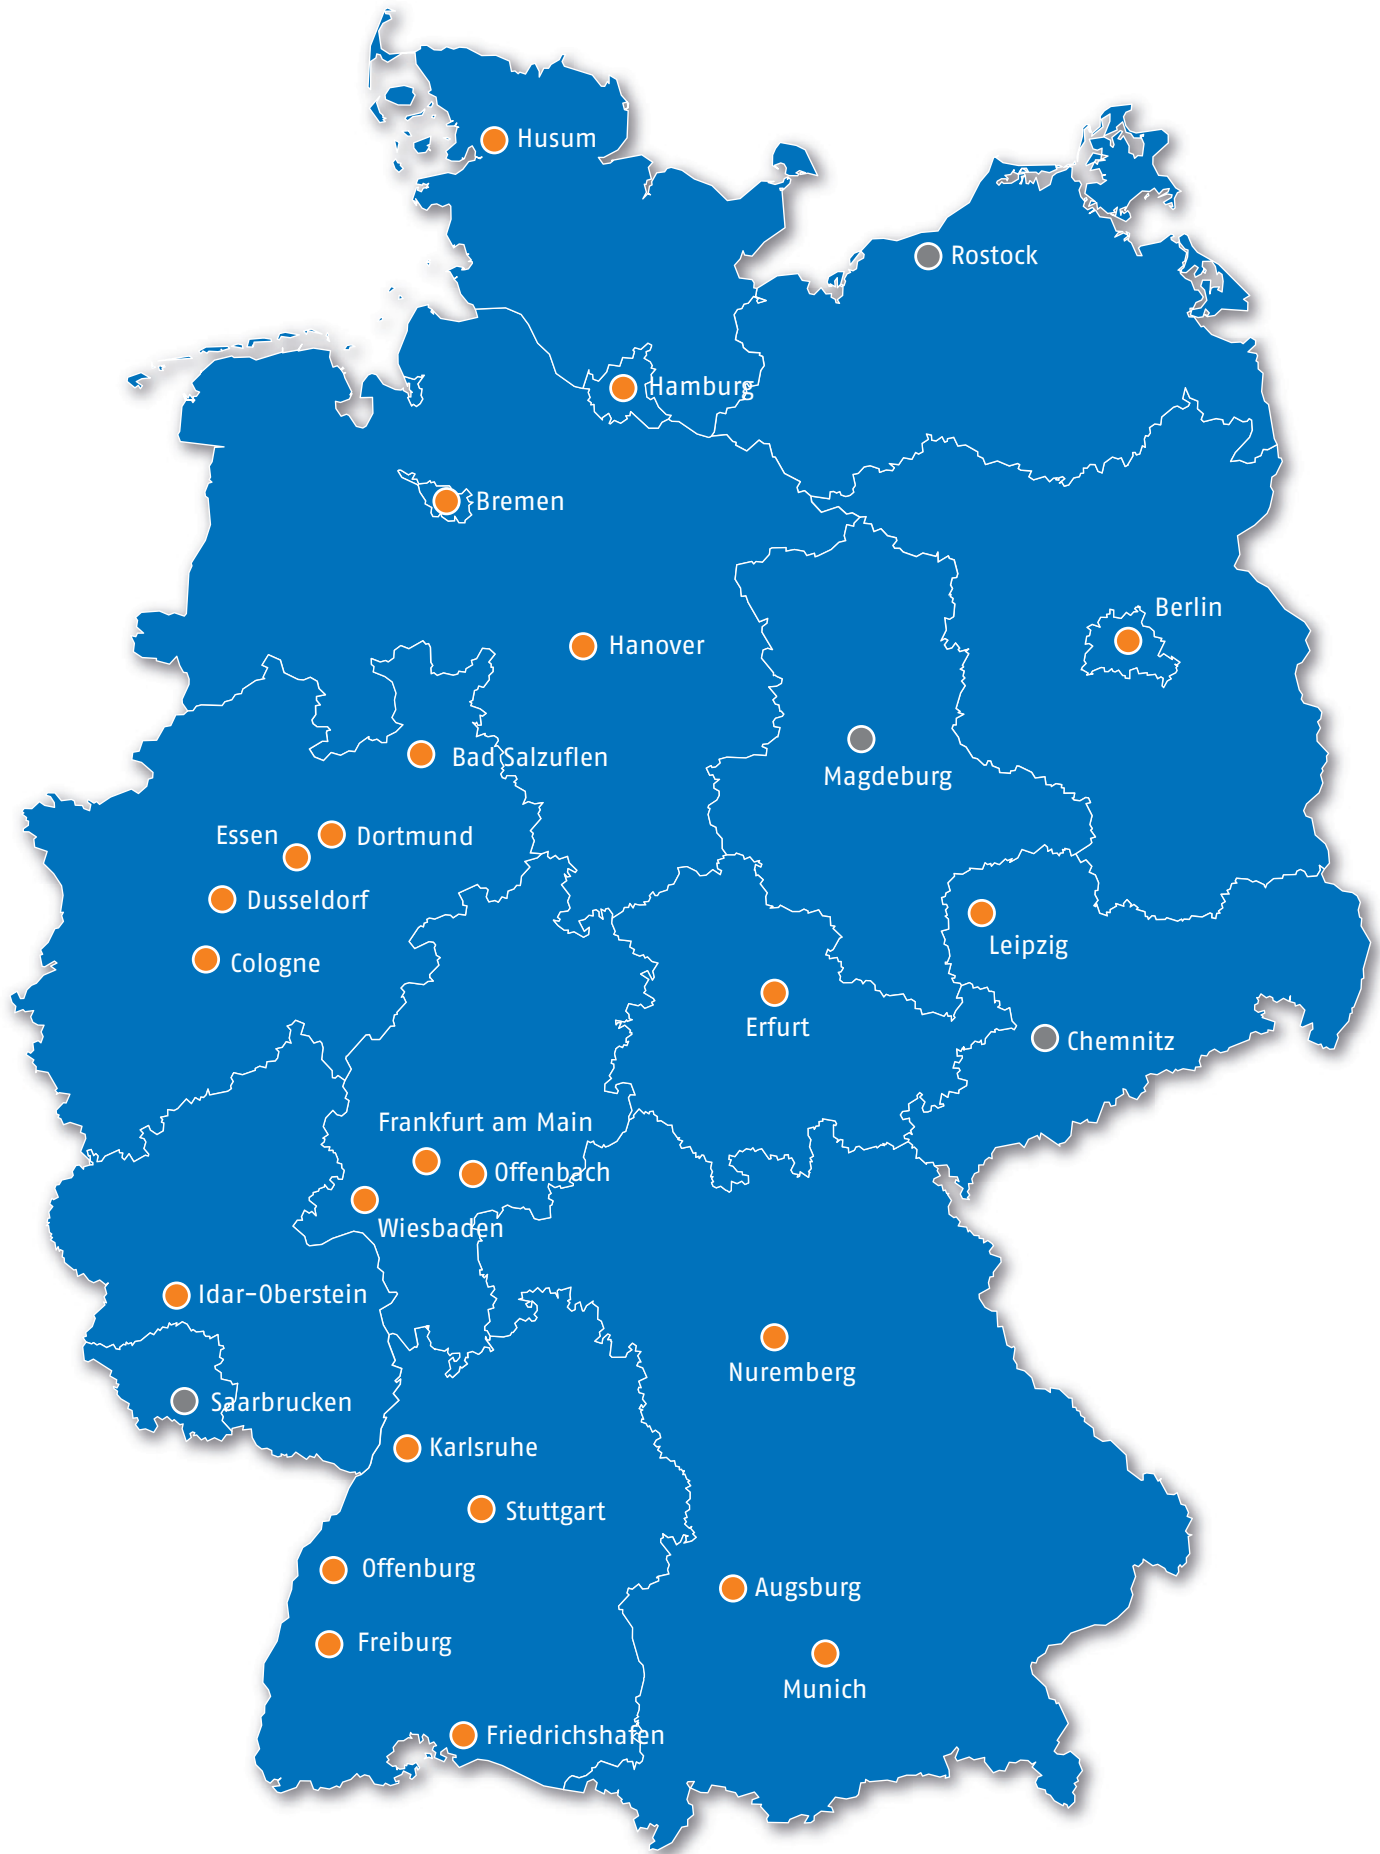 Husum
Rostock
Hamburg
Bremen
Berlin
Hanover
Bad Salzuflen
Magdeburg
Essen
Dortmund
Dusseldorf
Leipzig
Cologne
Erfurt
Chemnitz
Frankfurt am Main
Offenbach
Wiesbaden
Idar-Oberstein
Nuremberg
Saarbrucken
Karlsruhe
Stuttgart
Offenburg
Augsburg
Freiburg
Munich
Friedrichshafen